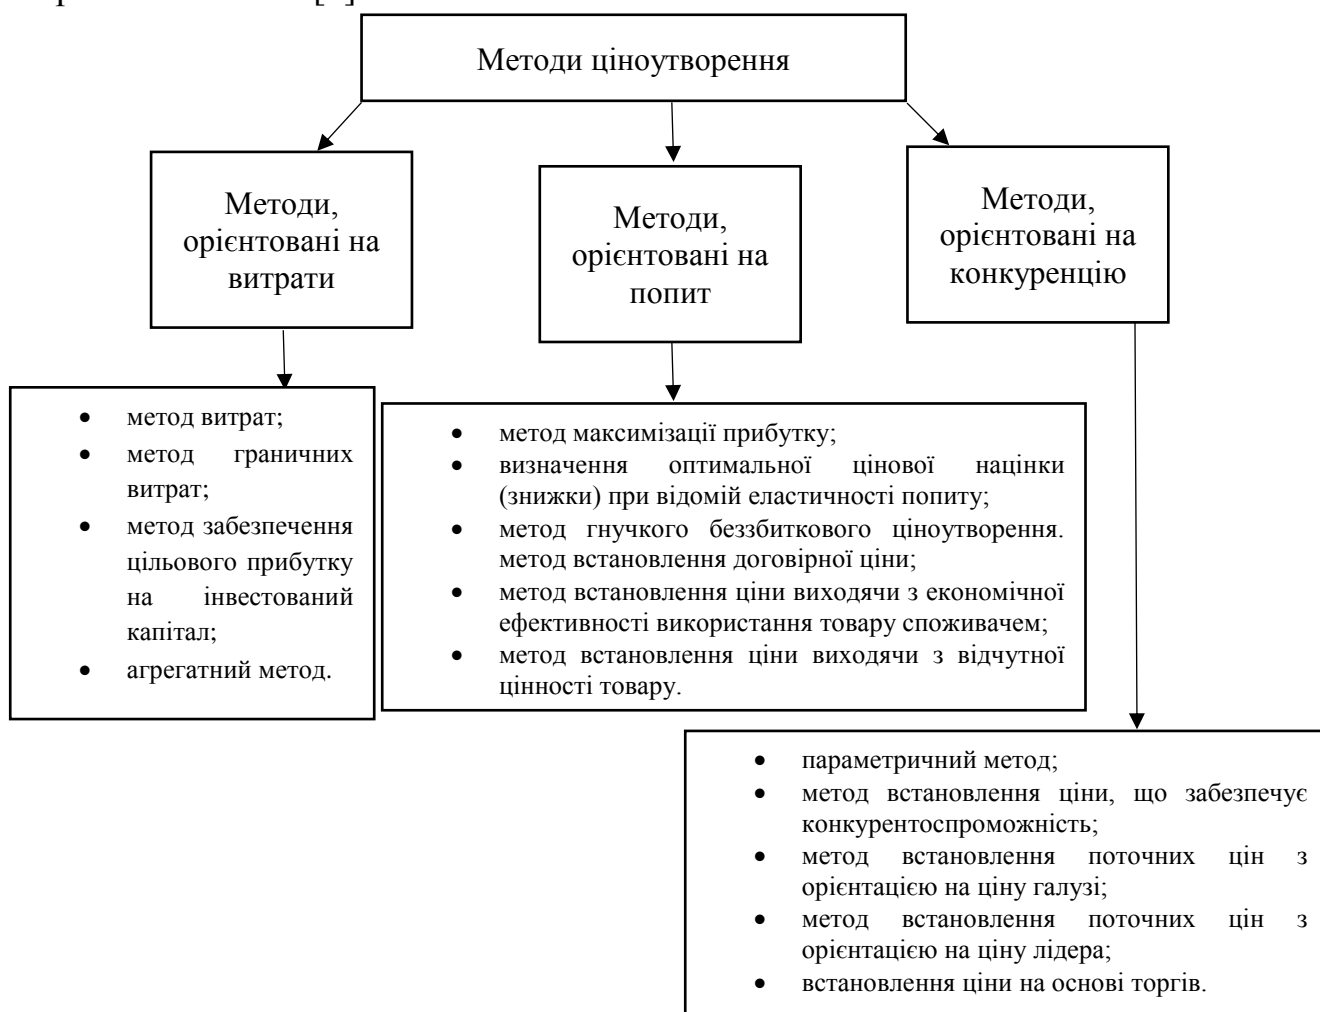 [ ]
Методи ціноутворення
Методи,
орієнтовані на
витрати
Методи,
орієнтовані на
попит
Методи,
орієнтовані на
конкуренцію
• метод витрат;
• метод граничних
витрат;
• метод забезпечення
цільового прибутку
на інвестований
капітал;
• агрегатний метод.
• метод максимізації прибутку;
• визначення оптимальної цінової націнки
(знижки) при відомій еластичності попиту;
• метод гнучкого беззбиткового ціноутворення.
метод встановлення договірної ціни;
• метод встановлення ціни виходячи з економічної
ефективності використання товару споживачем;
• метод встановлення ціни виходячи з відчутної
цінності товару.
• параметричний метод;
• метод встановлення ціни, що забезпечує
конкурентоспроможність;
• метод встановлення поточних цін з
орієнтацією на ціну галузі;
• метод встановлення поточних цін з
орієнтацією на ціну лідера;
• встановлення ціни на основі торгів.